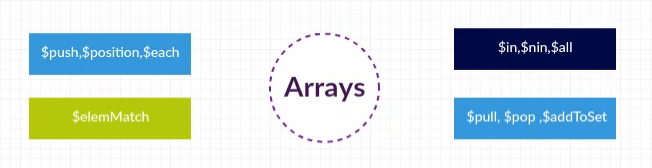 $push,$position,$each
$elemMatch
Arrays
$in,$nin,$all
$pull, $pop ,$addToSet